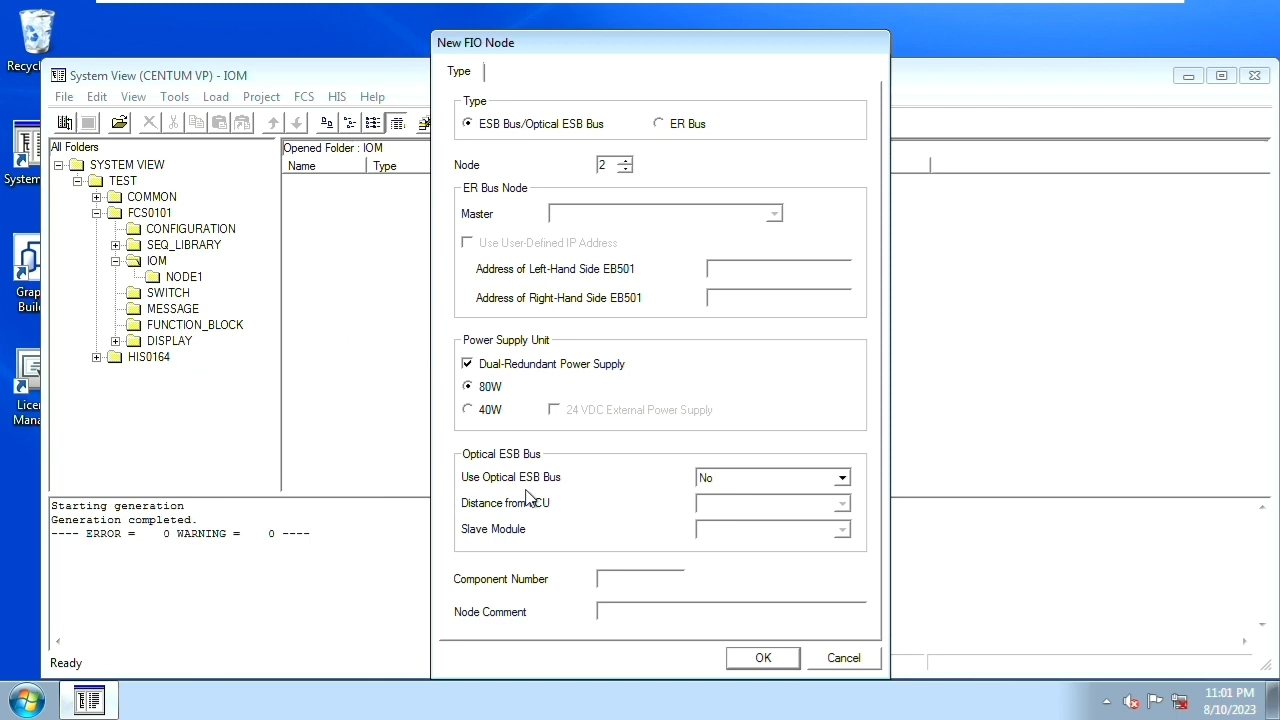 Recycl
System
Grap
Buil
Licer
Mana
System View (CENTUM VP) - IOM
File Edit View Tools Load Project FCS HIS Help
All Folders
SYSTEM VIEW
TEST
COMMON
FCS0101
CONFIGURATION
SEQ_LIBRARY
IOM
NODE1
SWITCH
MESSAGE
FUNCTION_BLOCK
DISPLAY
HIS0164
Opened Folder : IOM
Name Type
New FIO Node
Type
Type
ESB Bus/Optical ESB Bus ER Bus
Node 2
ER Bus Node
Master
Use User-Defined IP Address
Address of Left-Hand Side EB501
Address of Right-Hand Side EB501
Power Supply Unit
Dual-Redundant Power Supply
80W
40W 24 VDC External Power Supply
Optical ESB Bus
Use Optical ESB Bus No
Distance from CU
Slave Module
Component Number
Node Comment
OK Cancel
Starting generation
Generation completed.
---- ERROR = 0 WARNING = 0 ----
Ready
11:01 PM
8/10/2023